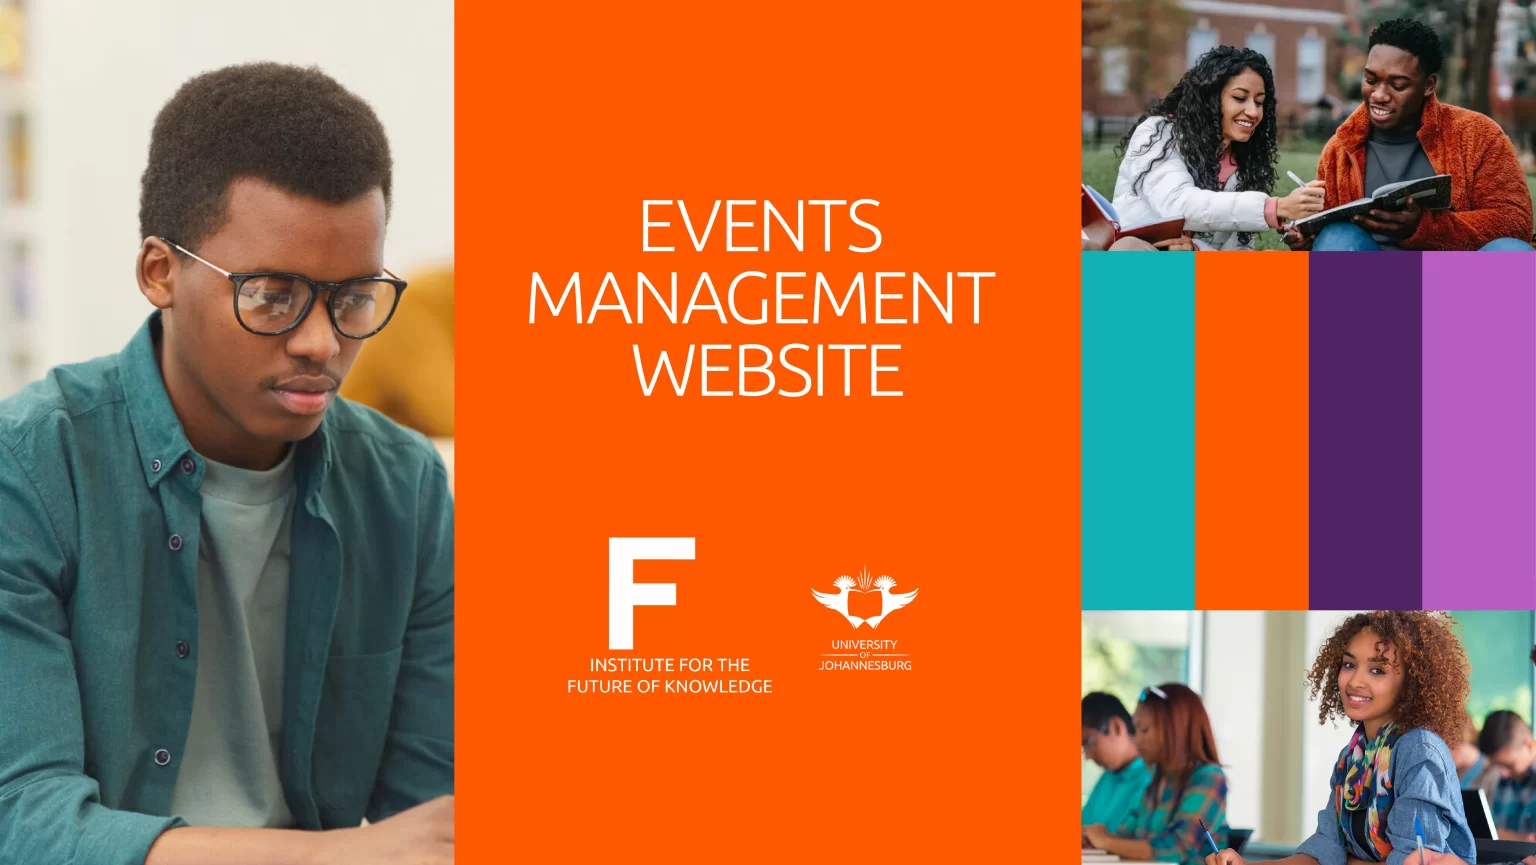 EVENTS
MANAGEMENT
WEBSITE
F
INSTITUTE FOR THE
FUTURE OF KNOWLEDGE
UNIVERSITY
OF
JOHANNESBURG